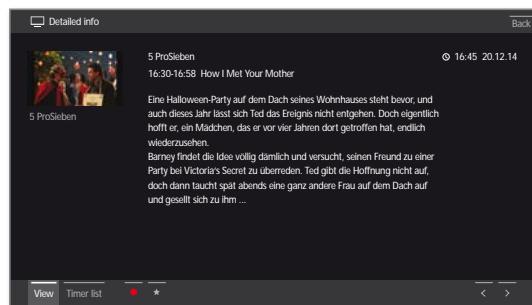 Detailed info
Back
5 ProSieben
16:45 20.12.14
16:30-16:58 How I Met Your Mother
5 ProSieben
Eine Halloween-Party auf dem Dach seines Wohnhauses steht bevor, und
auch dieses Jahr lässt sich Ted das Ereignis nicht entgehen. Doch eigentlich
hofft er, ein Mädchen, das er vor vier Jahren dort getroffen hat, endlich
wiederzusehen.
Barney findet die Idee völlig dämlich und versucht, seinen Freund zu einer
Party bei Victoria's Secret zu überreden. Ted gibt die Hoffnung nicht auf,
doch dann taucht spät abends eine ganz andere Frau auf dem Dach auf
und gesellt sich zu ihm ...
View Timer list